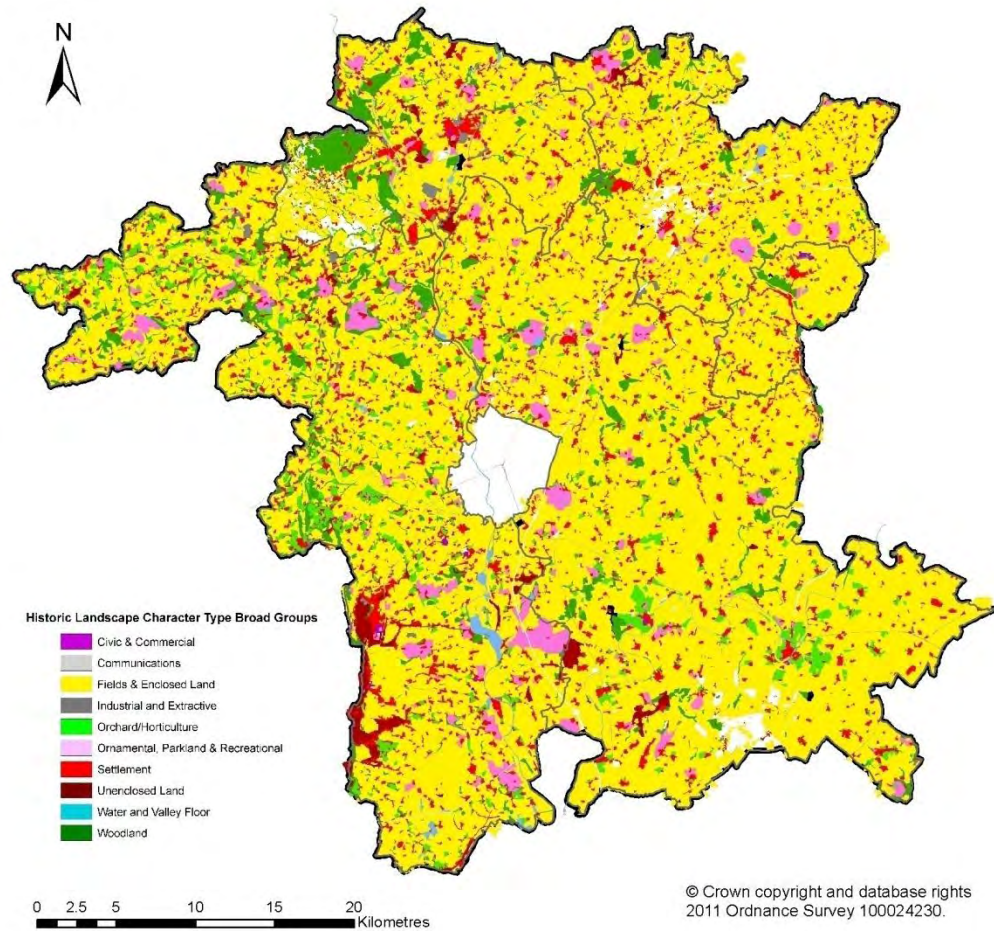 N
Historic Landscape Character Type Broad Groups
Civic & Commercial
Communications
Fields & Enclosed Land
Industrial and Extractive
Orchard/Horticulture
Ornamental, Parkland & Recreational
Settlement
Unenclosed Land
Water and Valley Floor
Woodland
0 2.5 5 10 15 20
Kilometres
© Crown copyright and database rights
2011 Ordnance Survey 100024230.